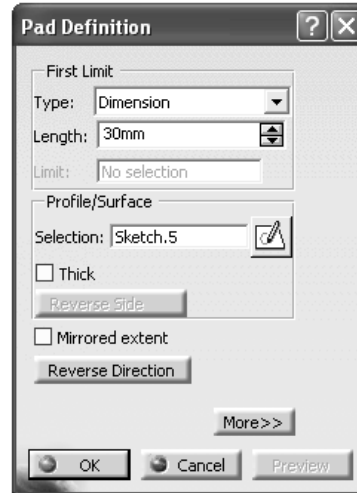 Pad Definition
First Limit
Type: Dimension
Length: 30mm
Limit: No selection
Profile/Surface
Selection: Sketch.5
Thick
Reverse Side
Mirrored extent
Reverse Direction
More>>
OK Cancel Preview